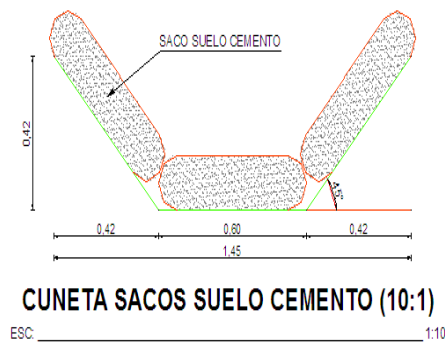 SACO SUELO CEMENTO
0,42
45°
0.42 0.60 0.42
1,45
CUNETA SACOS SUELO CEMENTO (10:1)
ESC: 1:10